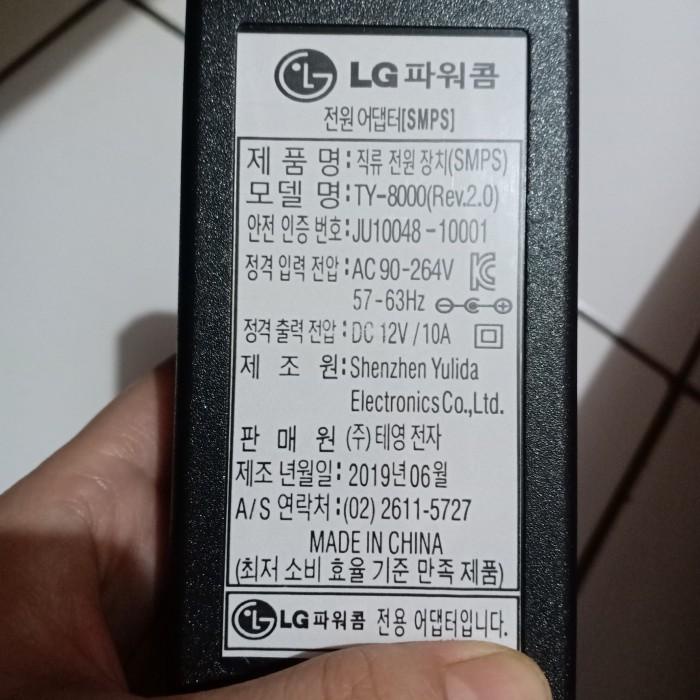 LG 파워콤
전원 어댑터[SMPS]
제 품 명:직류 전원 장치(SMPS)
모델 명:TY-8000(Rev.2.0)
안전 인증 번호:JU10048-10001
정격 입력 전압:AC 90-264V
57-63Hz
정격 출력 전압:DC 12V/10A
제 조 원:Shenzhen Yulida
Electronics Co.,Ltd.
판 매 원 (주)태영 전자
제조 년월일:2019년 06월
A/S 연락처:(02) 2611-5727
MADE IN CHINA
(최저 소비 효율 기준 만족 제품)
LG 파워콤 전용 어댑터입니다.